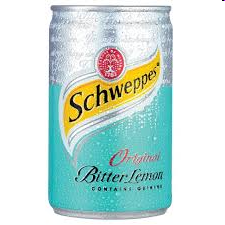 Schweppes
Original
Bitter Lemon
CONTAINS QUININE